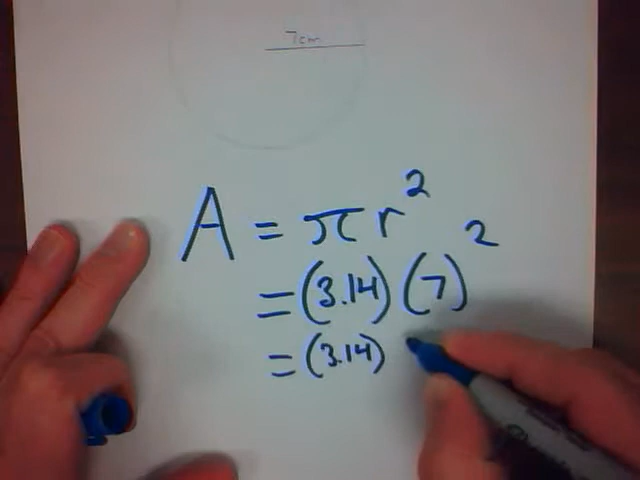 7cm
A = πr²
= (3.14)(7)²
= (3.14)